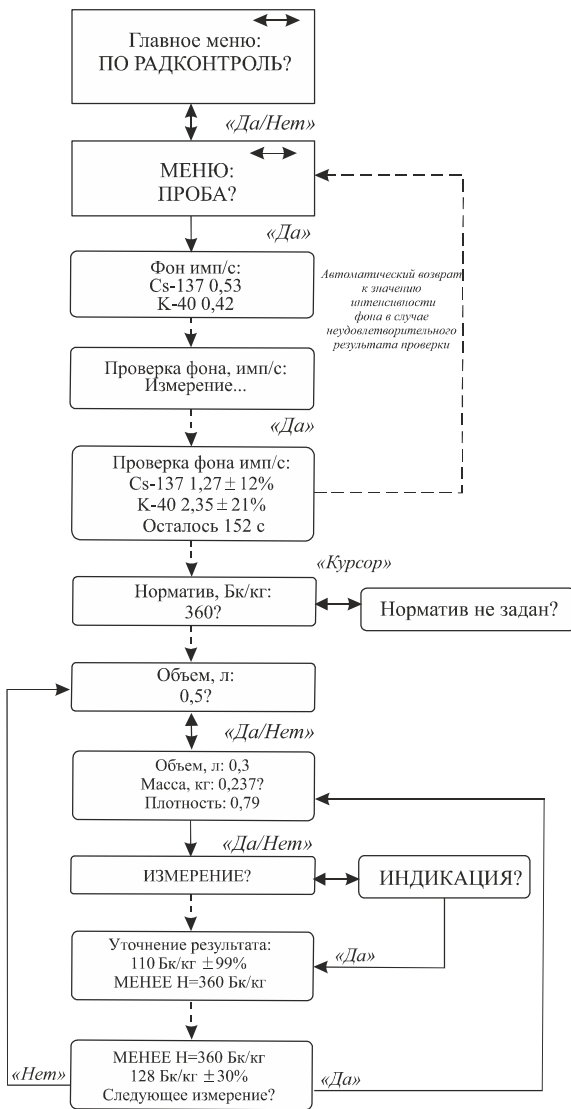 Главное меню:
ПО РАДКОНТРОЛЬ?
«Да/Нет»
МЕНЮ:
ПРОБА?
«Да»
Фон имп/с:
Cs-137 0,53
K-40 0,42
Автоматический возврат
к значению
интенсивности
фона в случае
неудовлетворительного
результата проверки
Проверка фона, имп/с:
Измерение...
«Да»
Проверка фона имп/с:
Cs-137 1,27 ± 12%
K-40 2,35 ± 21%
Осталось 152 с
«Курсор»
Норматив, Бк/кг:
360?
Норматив не задан?
Объем, л:
0,5?
«Да/Нет»
Объем, л: 0,3
Масса, кг: 0,237?
Плотность: 0,79
«Да/Нет»
ИЗМЕРЕНИЕ?
ИНДИКАЦИЯ?
Уточнение результата:
110 Бк/кг ±99%
МЕНЕЕ Н=360 Бк/кг
«Да»
МЕНЕЕ Н=360 Бк/кг
128 Бк/кг ±30%
Следующее измерение?
«Нет»
«Да»